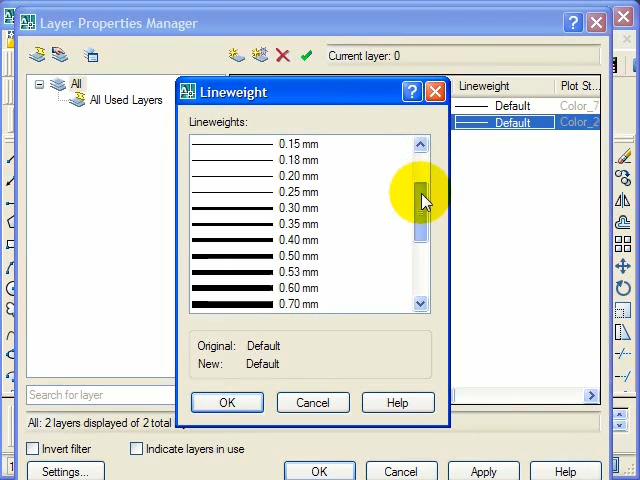 Layer Properties Manager
Current layer: 0
All
All Used Layers
Lineweight
Plot St...
Default
Color_7
Default
Color_2
Lineweight
Lineweights:
0.15 mm
0.18 mm
0.20 mm
0.25 mm
0.30 mm
0.35 mm
0.40 mm
0.50 mm
0.53 mm
0.60 mm
0.70 mm
Original: Default
New: Default
OK
Cancel
Help
Search for layer
All: 2 layers displayed of 2 total
Invert filter
Indicate layers in use
Settings...
OK
Cancel
Apply
Help